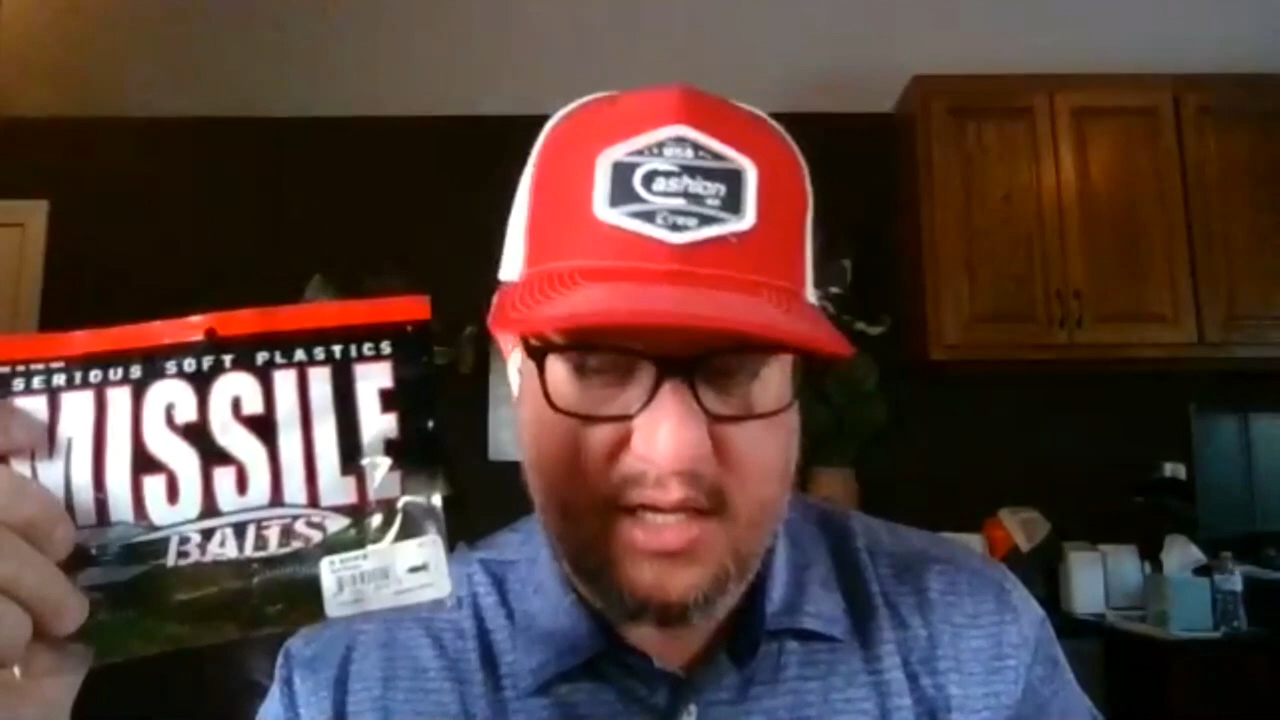 SERIOUS SOFT PLASTICS
MISSILE
BAITS
USA
Cashion
Crew